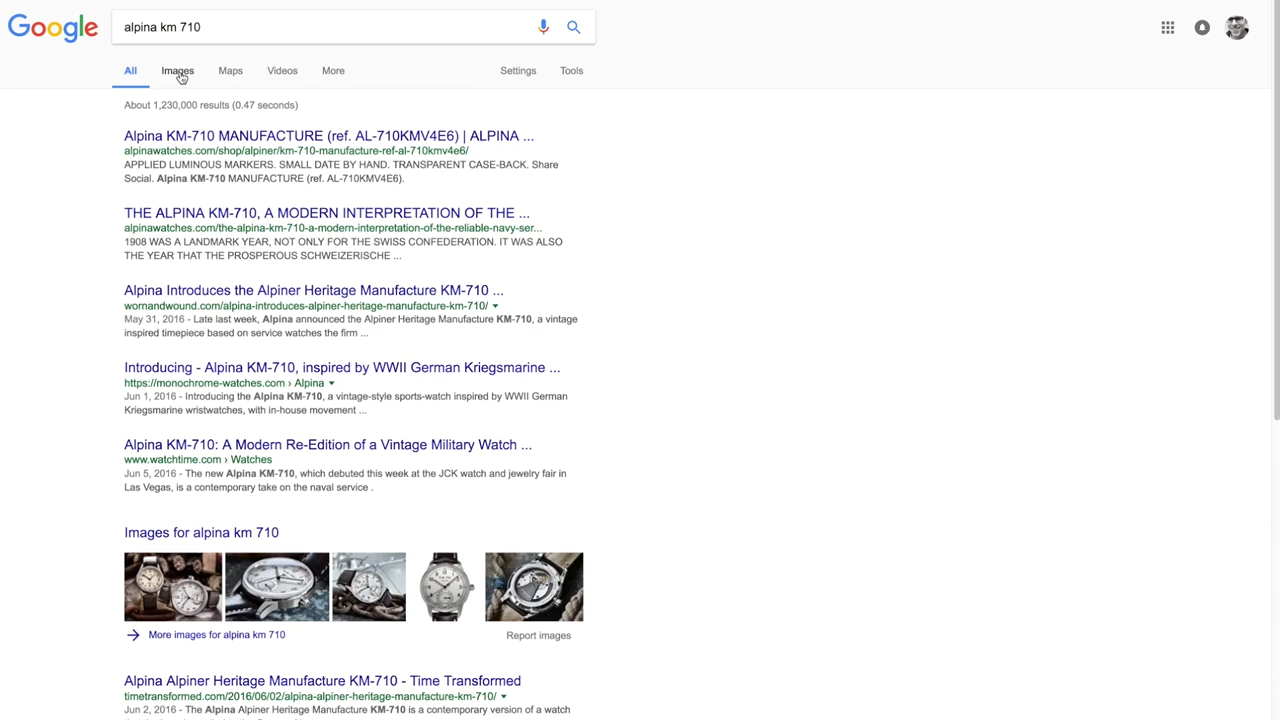 Google
alpina km 710
All Images Maps Videos More Settings Tools
About 1,230,000 results (0.47 seconds)
Alpina KM-710 MANUFACTURE (ref. AL-710KMV4E6) | ALPINA ...
alpinawatches.com/shop/alpiner/km-710-manufacture-ref-al-710kmv4e6/
APPLIED LUMINOUS MARKERS. SMALL DATE BY HAND. TRANSPARENT CASE-BACK. Share
Social. Alpina KM-710 MANUFACTURE (ref. AL-710KMV4E6).
THE ALPINA KM-710, A MODERN INTERPRETATION OF THE ...
alpinawatches.com/the-alpina-km-710-a-modern-interpretation-of-the-reliable-navy-ser...
1908 WAS A LANDMARK YEAR, NOT ONLY FOR THE SWISS CONFEDERATION. IT WAS ALSO
THE YEAR THAT THE PROSPEROUS SCHWEIZERISCHE ...
Alpina Introduces the Alpiner Heritage Manufacture KM-710 ...
wornandwound.com/alpina-introduces-alpiner-heritage-manufacture-km-710/
May 31, 2016 - Late last week, Alpina announced the Alpiner Heritage Manufacture KM-710, a vintage
inspired timepiece based on service watches the firm ...
Introducing - Alpina KM-710, inspired by WWII German Kriegsmarine ...
https://monochrome-watches.com › Alpina
Jun 1, 2016 - Introducing the Alpina KM-710, a vintage-style sports-watch inspired by WWII German
Kriegsmarine wristwatches, with in-house movement ...
Alpina KM-710: A Modern Re-Edition of a Vintage Military Watch ...
www.watchtime.com › Watches
Jun 5, 2016 - The new Alpina KM-710, which debuted this week at the JCK watch and jewelry fair in
Las Vegas, is a contemporary take on the naval service .
Images for alpina km 710
More images for alpina km 710 Report images
Alpina Alpiner Heritage Manufacture KM-710 - Time Transformed
timetransformed.com/2016/06/02/alpina-alpiner-heritage-manufacture-km-710/
Jun 2, 2016 - The Alpina Alpiner Heritage Manufacture KM-710 is a contemporary version of a watch